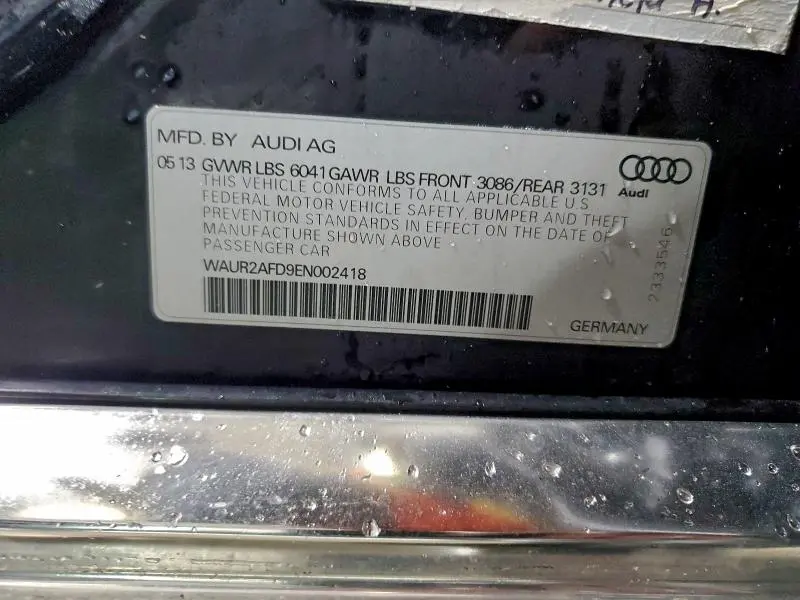 MFD. BY AUDI AG
05 13 GVWR LBS 6041 GAWR LBS FRONT 3086/REAR 3131
THIS VEHICLE CONFORMS TO ALL APPLICABLE U S
FEDERAL MOTOR VEHICLE SAFETY, BUMPER AND THEFT
PREVENTION STANDARDS IN EFFECT ON THE DATE OF
MANUFACTURE SHOWN ABOVE
PASSENGER CAR
WAUR2AFD9EN002418
Audi
2333546
GERMANY